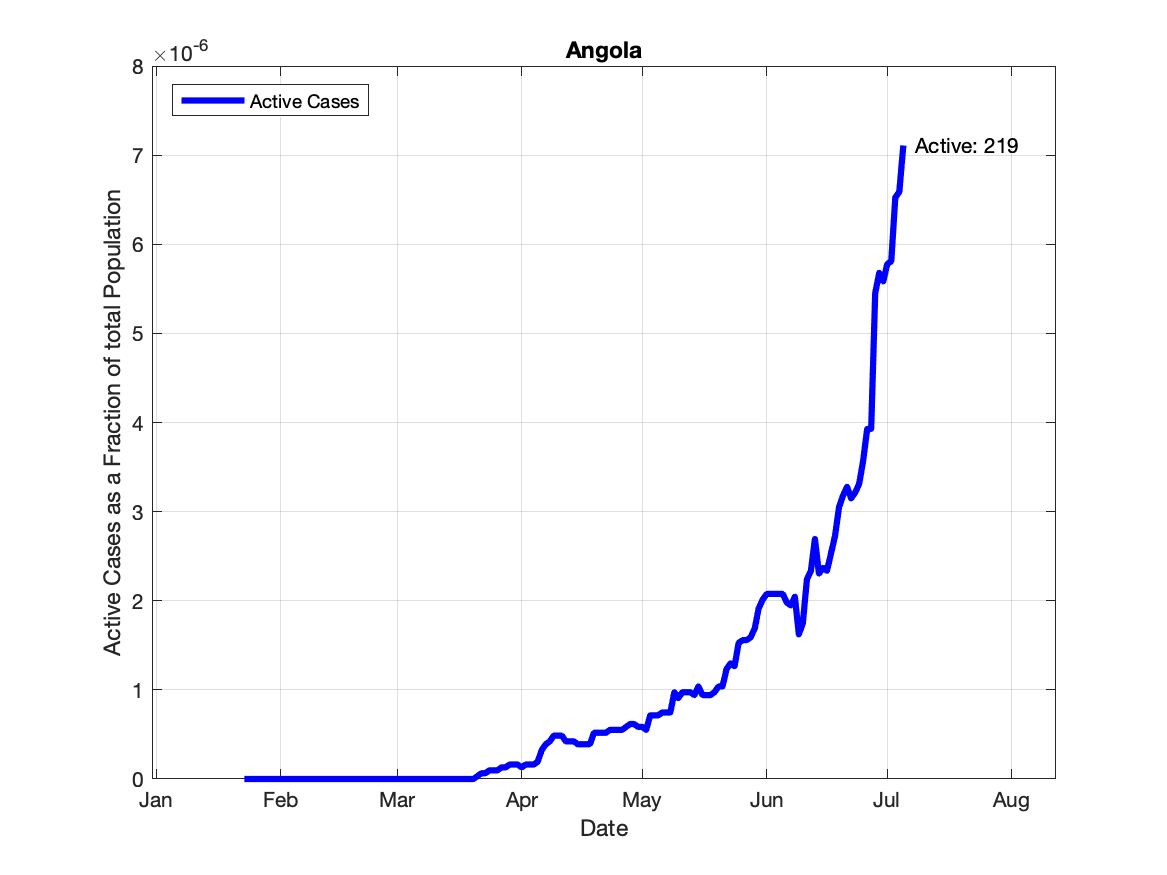 Angola
×10-6
Active Cases
Active: 219
8
7
6
5
4
3
2
1
0
Active Cases as a Fraction of total Population
Jan Feb Mar Apr May Jun Jul Aug
Date